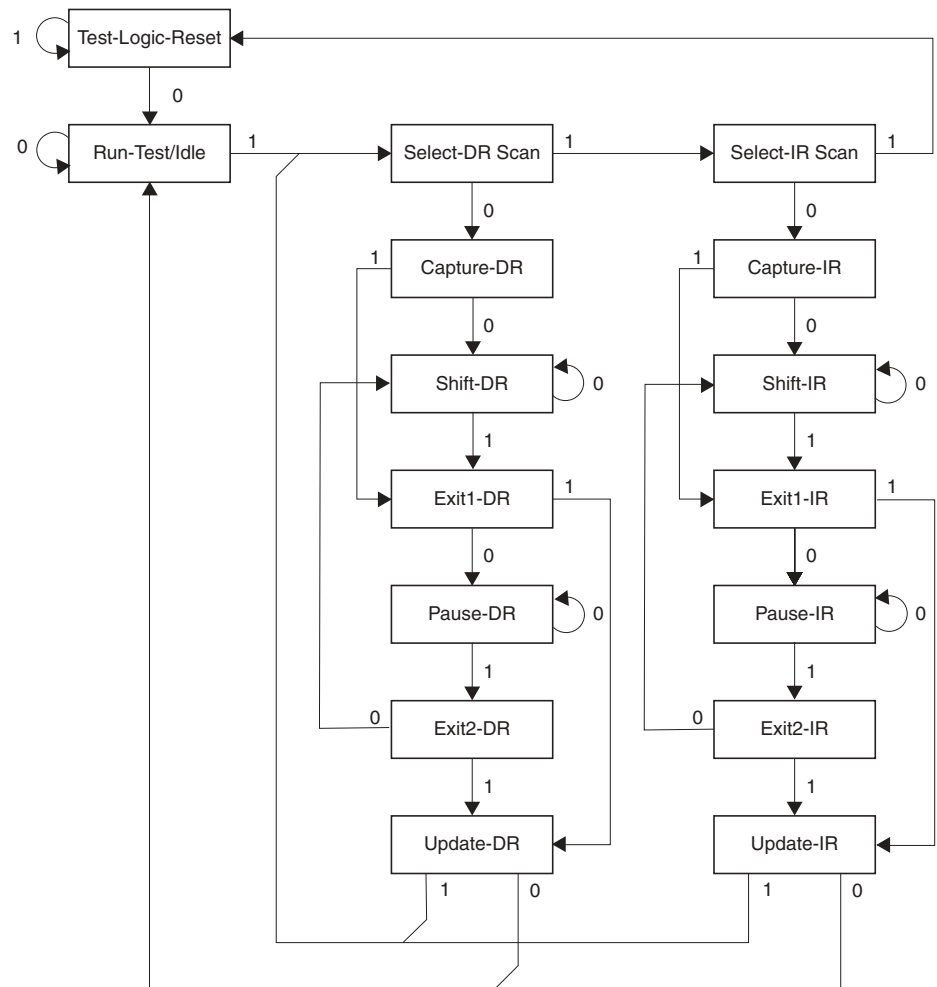 Test-Logic-Reset
1
0
0
Run-Test/Idle
1
Select-DR Scan
1
Select-IR Scan
1
0
0
1
Capture-DR
1
Capture-IR
0
0
Shift-DR
0
Shift-IR
0
1
1
Exit1-DR
1
Exit1-IR
1
0
0
Pause-DR
0
Pause-IR
0
1
1
0
Exit2-DR
0
Exit2-IR
1
1
Update-DR
Update-IR
1
0
1
0